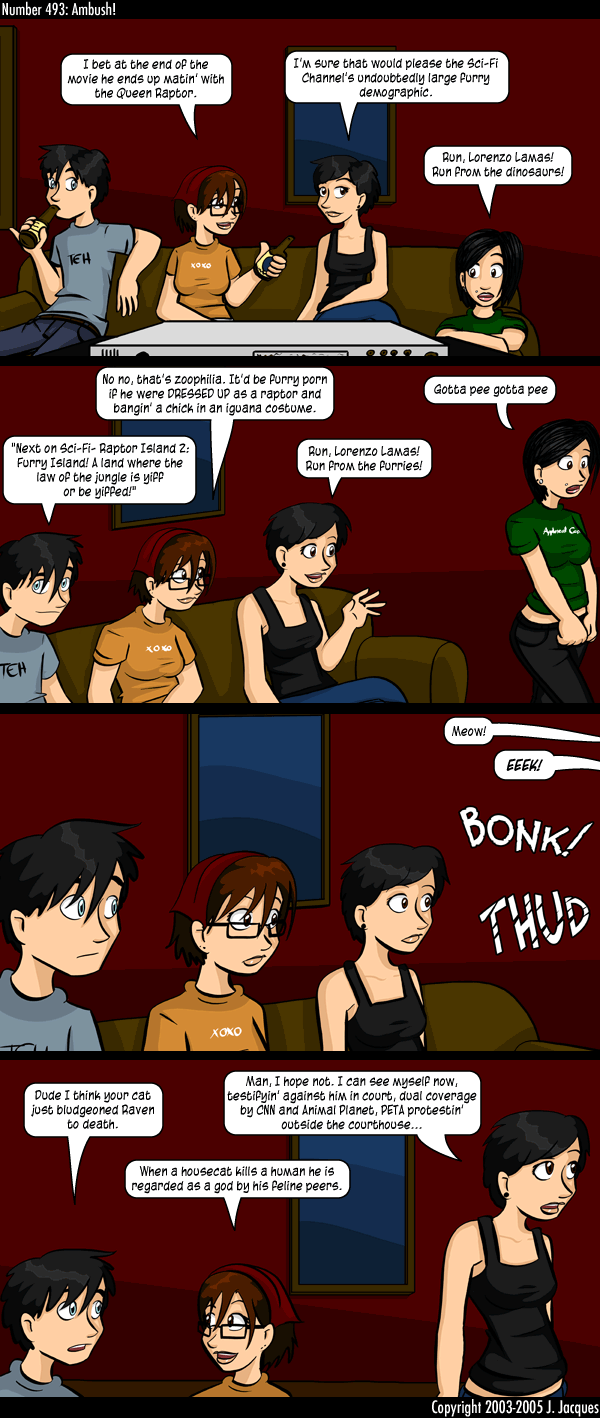 Number 493: Ambush!
I bet at the end of the
movie he ends up matin' with
the Queen Raptor.
I'm sure that would please the Sci-Fi
Channel's undoubtedly large furry
demographic.
Run, Lorenzo Lamas!
Run from the dinosaurs!
TEH
XOXO
No no, that's zoophilia. It'd be furry porn
if he were DRESSED UP as a raptor and
bangin' a chick in an iguana costume.
Gotta pee gotta pee
"Next on Sci-Fi- Raptor Island 2:
Furry Island! A land where the
law of the jungle is yiff
or be yiffed!"
Run, Lorenzo Lamas!
Run from the furries!
TEH
XOXO
Meow!
EEEK!
BONK!
THUD
TEH
XOXO
Dude I think your cat
just bludgeoned Raven
to death.
Man, I hope not. I can see myself now,
testifyin' against him in court, dual coverage
by CNN and Animal Planet, PETA protestin'
outside the courthouse...
When a housecat kills a human he is
regarded as a god by his feline peers.
Copyright 2003-2005 J. Jacques